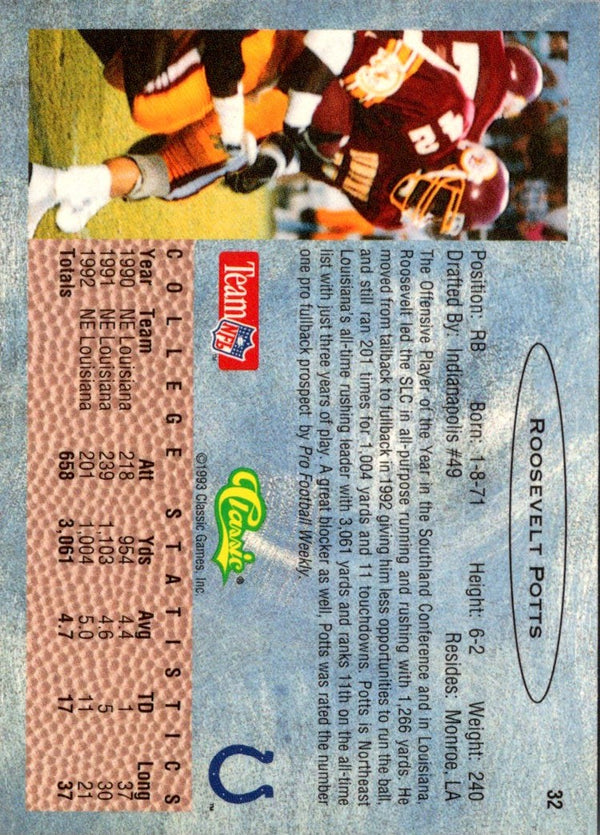 32
ROOSEVELT POTTS
Position: RB Born: 1-8-71 Height: 6-2 Weight: 240
Drafted By: Indianapolis #49 Resides: Monroe, LA
The Offensive Player of the Year in the Southland Conference and in Louisiana,
Roosevelt led the SLC in all-purpose running and rushing with 1,266 yards. He
moved from tailback to fullback in 1992 giving him less opportunities to run the ball,
and still ran 201 times for 1,004 yards and 11 touchdowns. Potts is Northeast
Louisiana's all-time rushing leader with 3,061 yards and ranks 11th on the all-time
list with just three years of play. A great blocker as well, Potts was rated the number
one pro fullback prospect by Pro Football Weekly.
42
Team NFL
Classic®
©1993 Classic Games, Inc.
TM
COLLEGE STATISTICS
Year Team Att Yds Avg TD Long
1990 NE Louisiana 218 954 4.4 1 37
1991 NE Louisiana 239 1,103 4.6 5 30
1992 NE Louisiana 201 1,004 5.0 11 21
Totals 658 3,061 4.7 17 37